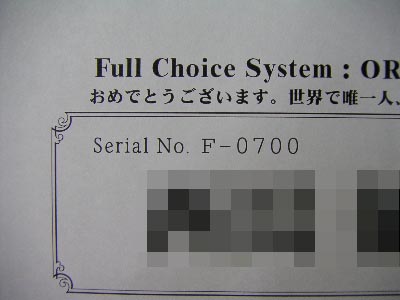 Full Choice System : OR
おめでとうございます。世界で唯一人、
Serial No. F-0700